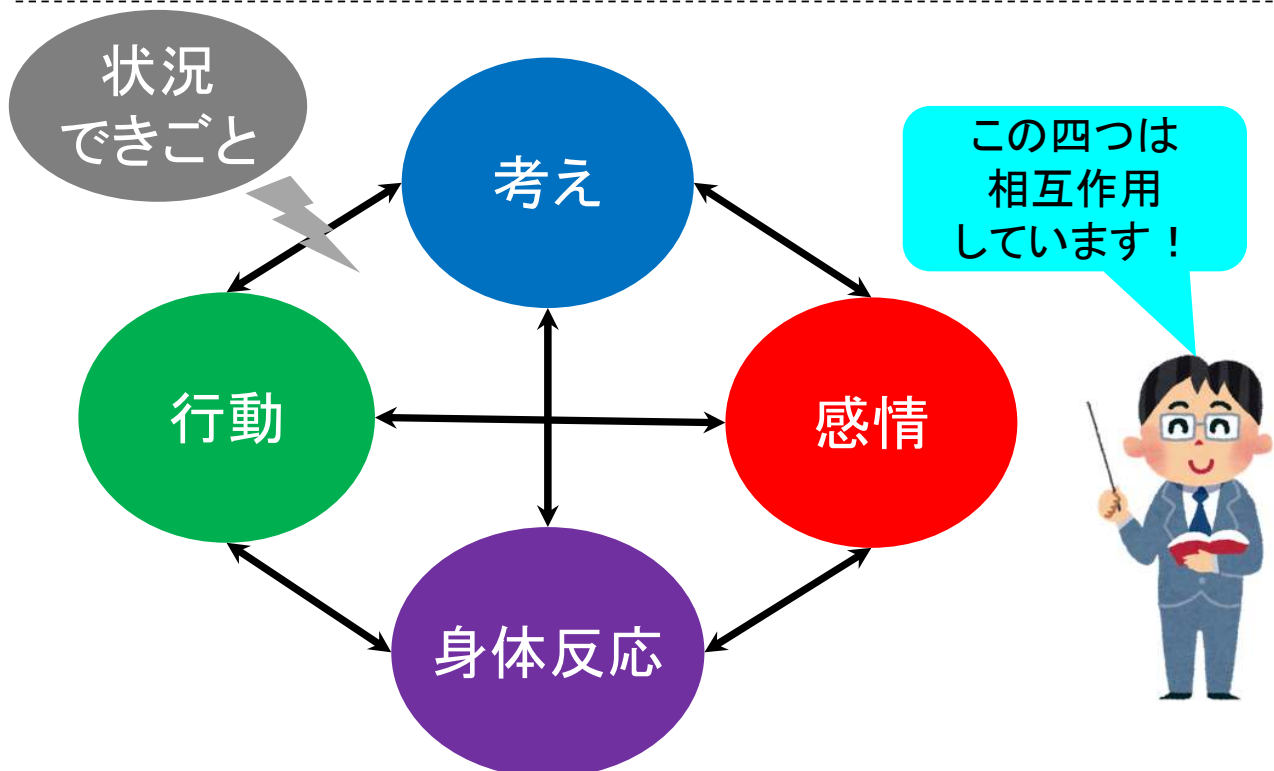 状況
できごと
考え
この四つは
相互作用
しています！
行動
感情
身体反応